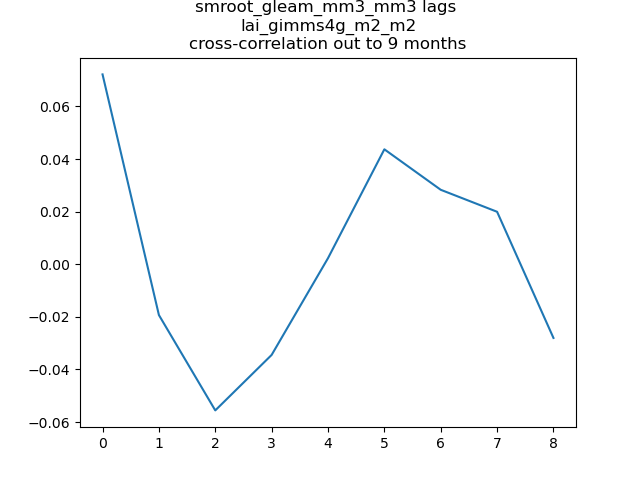 smroot_gleam_mm3_mm3 lags
lai_gimms4g_m2_m2
cross-correlation out to 9 months
0.06
0.04
0.02
0.00
−0.02
−0.04
−0.06
0 1 2 3 4 5 6 7 8